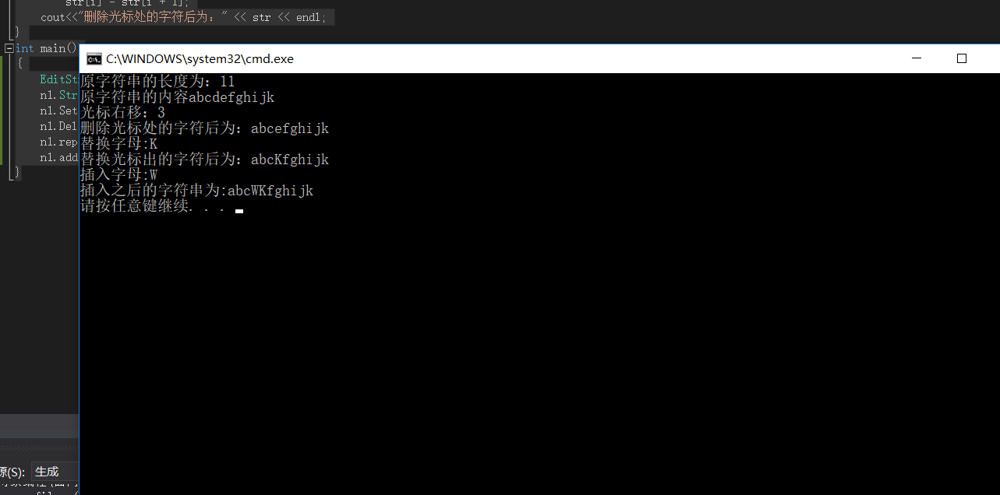 str[i] = str[i + 1];
cout<<"删除光标处的字符后为：" << str << endl;
}
int main()
{
C:\WINDOWS\system32\cmd.exe
EditSt
n1.Str
n1.Set
n1.Del
n1.rep
n1.add
}
原字符串的长度为：11
原字符串的内容abcdefghijk
光标右移：3
删除光标处的字符后为：abcefghijk
替换字母:K
替换光标出的字符后为：abcKfghijk
插入字母:W
插入之后的字符串为:abcWKfghijk
请按任意键继续. . .
源(S): 生成